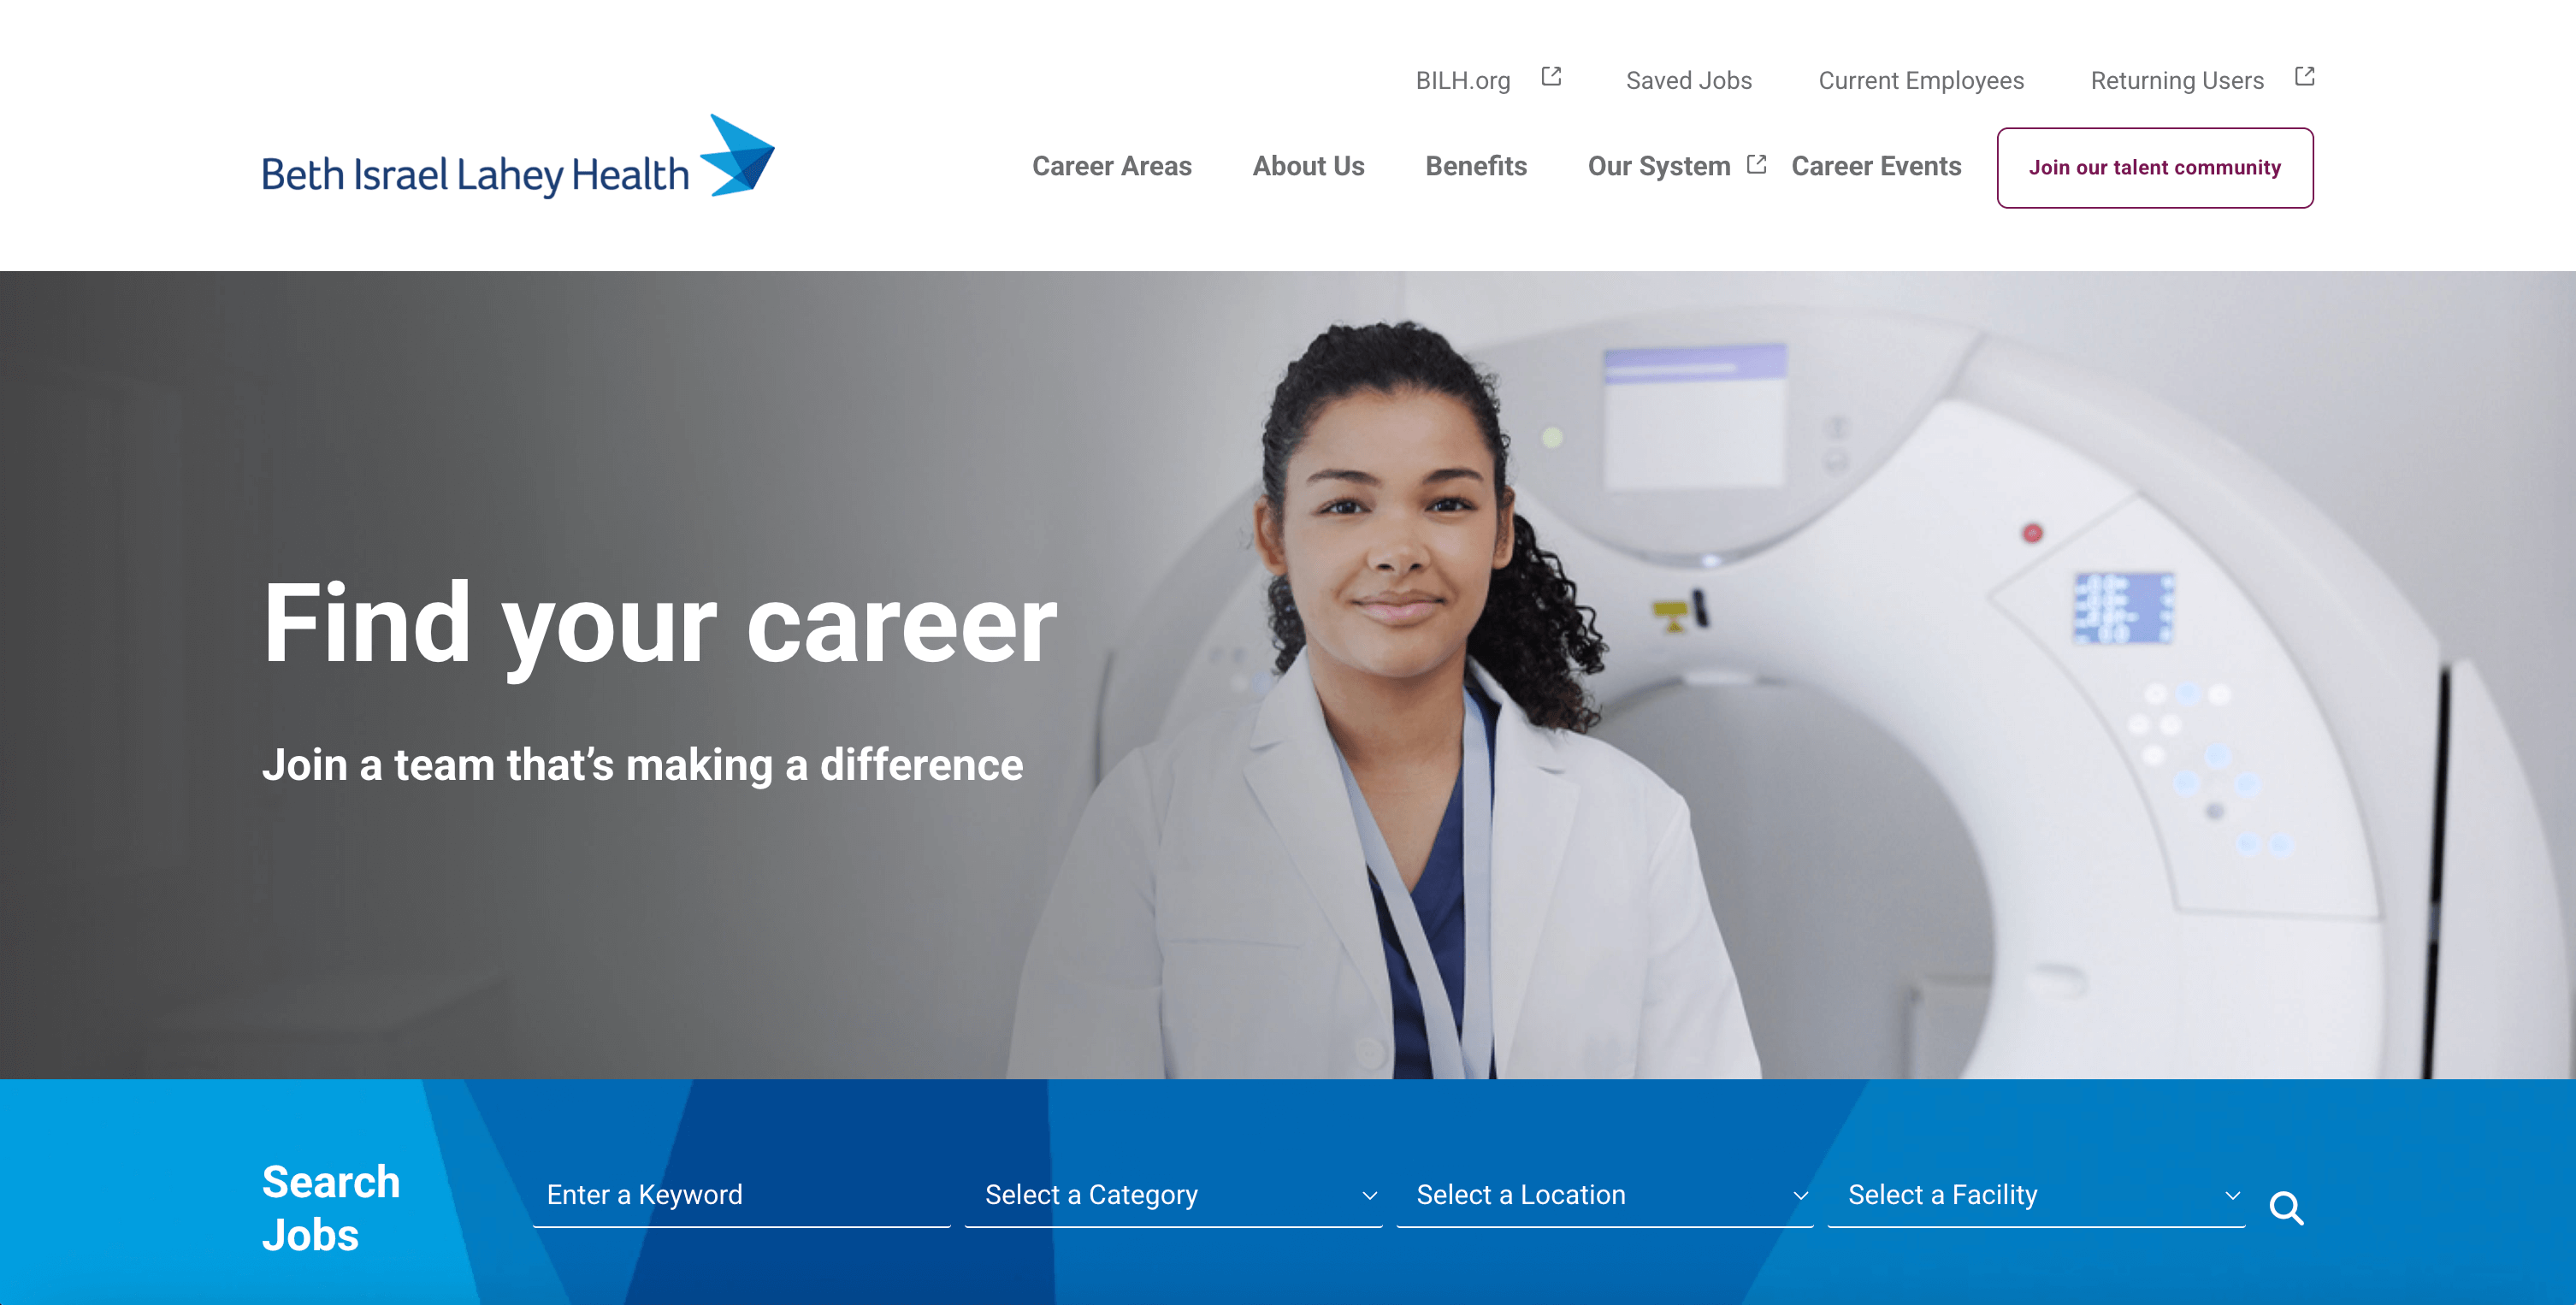 BILH.org
Saved Jobs
Current Employees
Returning Users
Beth Israel Lahey Health
Career Areas
About Us
Benefits
Our System
Career Events
Join our talent community
Find your career
Join a team that’s making a difference
Search
Jobs
Enter a Keyword
Select a Category
Select a Location
Select a Facility